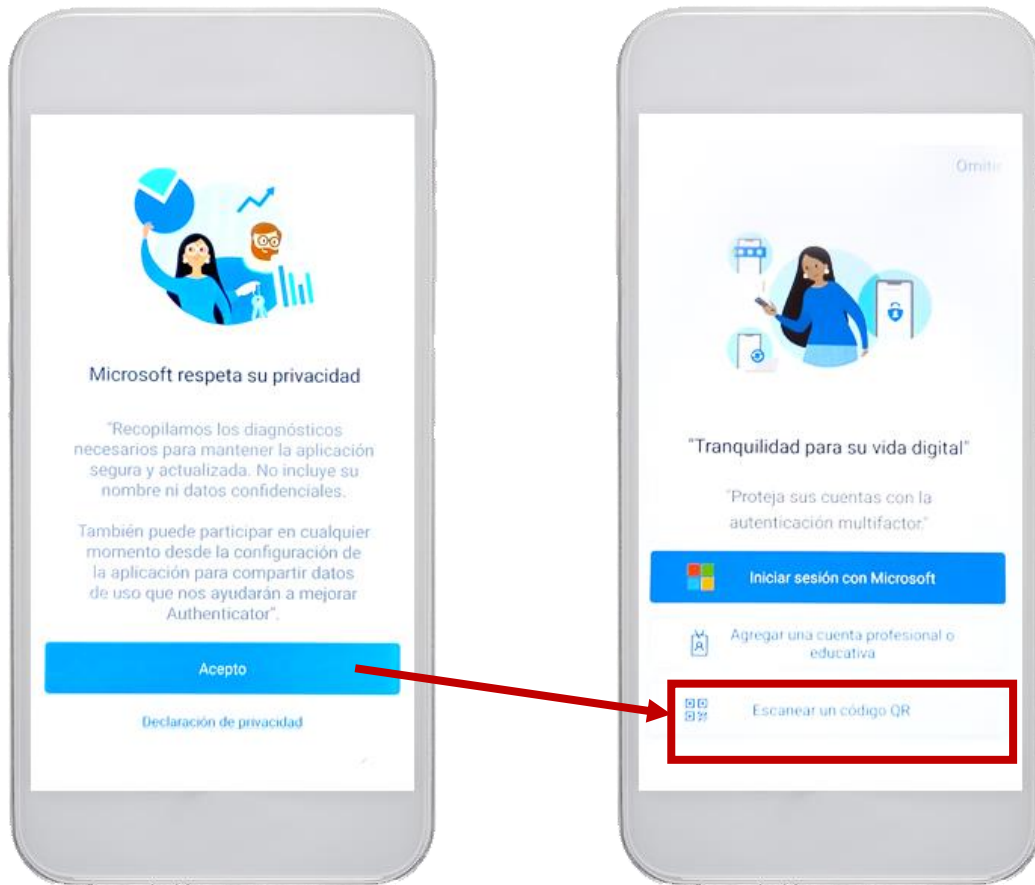 Microsoft respeta su privacidad
"Recopilamos los diagnósticos
necesarios para mantener la aplicación
segura y actualizada. No incluye su
nombre ni datos confidenciales.
También puede participar en cualquier
momento desde la configuración de
la aplicación para compartir datos
de uso que nos ayudarán a mejorar
Authenticator".
Acepto
Declaración de privacidad
Omitir
"Tranquilidad para su vida digital"
"Proteja sus cuentas con la
autenticación multifactor."
Iniciar sesión con Microsoft
Agregar una cuenta profesional o
educativa
Escanear un código QR